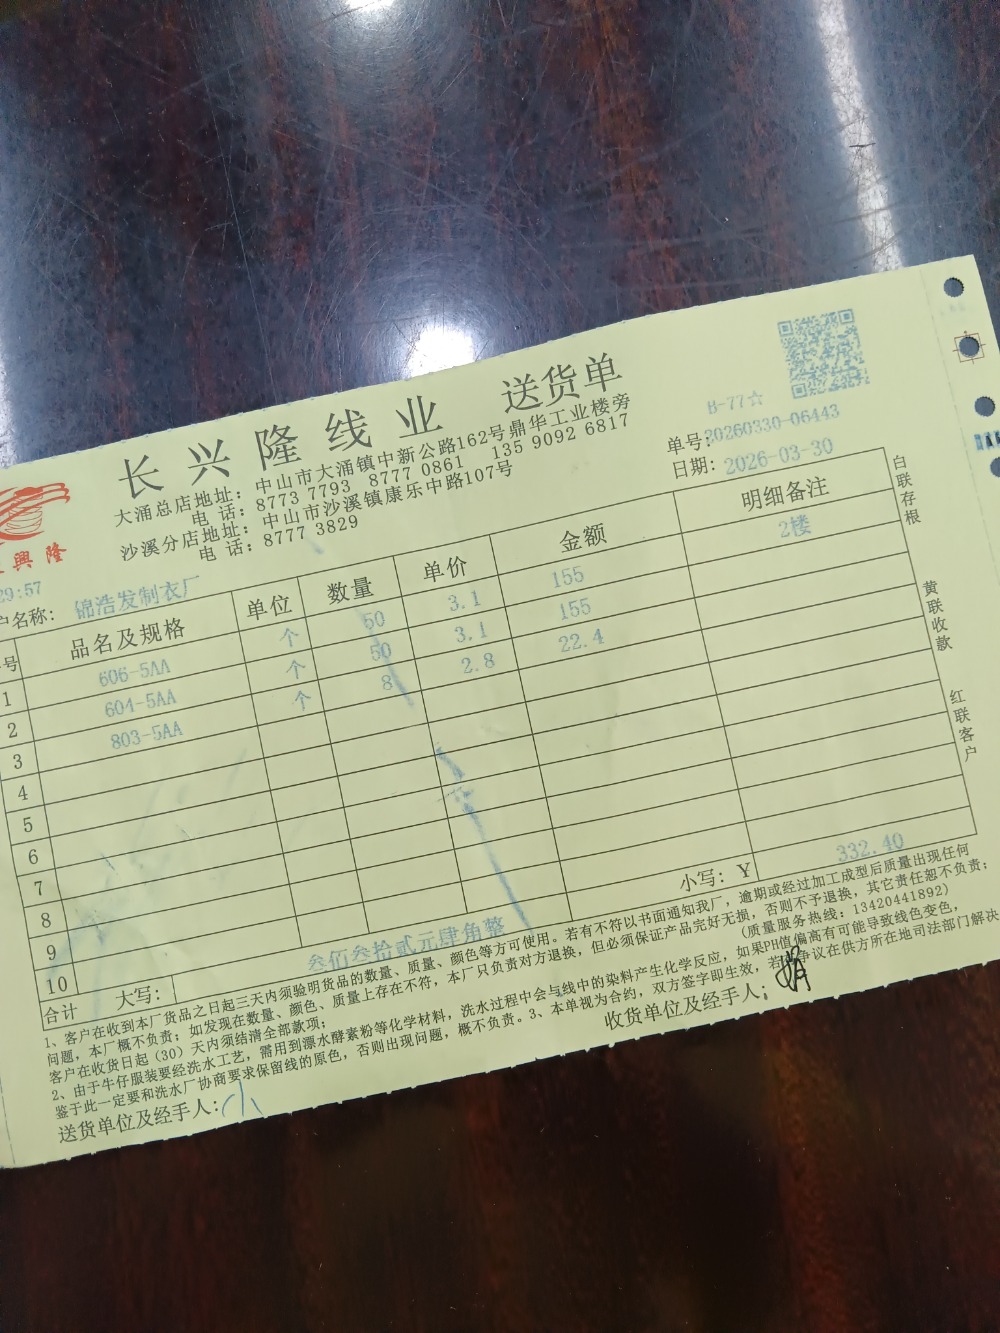 长兴隆线业 送货单
大涌总店地址：中山市大涌镇中新公路162号鼎华工业楼旁
电 话：8773 7793 8777 0861 135 9092 6817
沙溪分店地址：中山市沙溪镇康乐中路107号
电 话：8777 3829
B-77☆
单号：20260330-06443
日期：2026-03-30
興隆
29:57
户名称：锦浩发制衣厂
号 品名及规格 单位 数量 单价 金额 明细备注
1 606-5AA 个 50 3.1 155 2楼
2 604-5AA 个 50 3.1 155
3 803-5AA 个 8 2.8 22.4
4
5
6
7
8
9
10
合计 大写：叁佰叁拾贰元肆角整 小写：Y 332.40
1、客户在收到本厂货品之日起三天内须验明货品的数量、质量、颜色等方可使用。若有不符以书面通知我厂，逾期或经过加工成型后质量出现任何
问题，本厂概不负责；如发现在数量、颜色、质量上存在不符，本厂只负责对方退换，但必须保证产品完好无损，否则不予退换，其它责任恕不负责；
客户在收货日起（30）天内须结清全部款项； （质量服务热线：13420441892）
2、由于牛仔服装要经洗水工艺，需用到漂水酵素粉等化学材料，洗水过程中会与线中的染料产生化学反应，如果PH值偏高有可能导致线色变色，
鉴于此一定要和洗水厂协商要求保留线的原色，否则出现问题，概不负责。3、本单视为合约，双方签字即生效，若 争议在供方所在地司法部门解决
送货单位及经手人：小 收货单位及经手人：
白联存根
黄联收款
红联客户